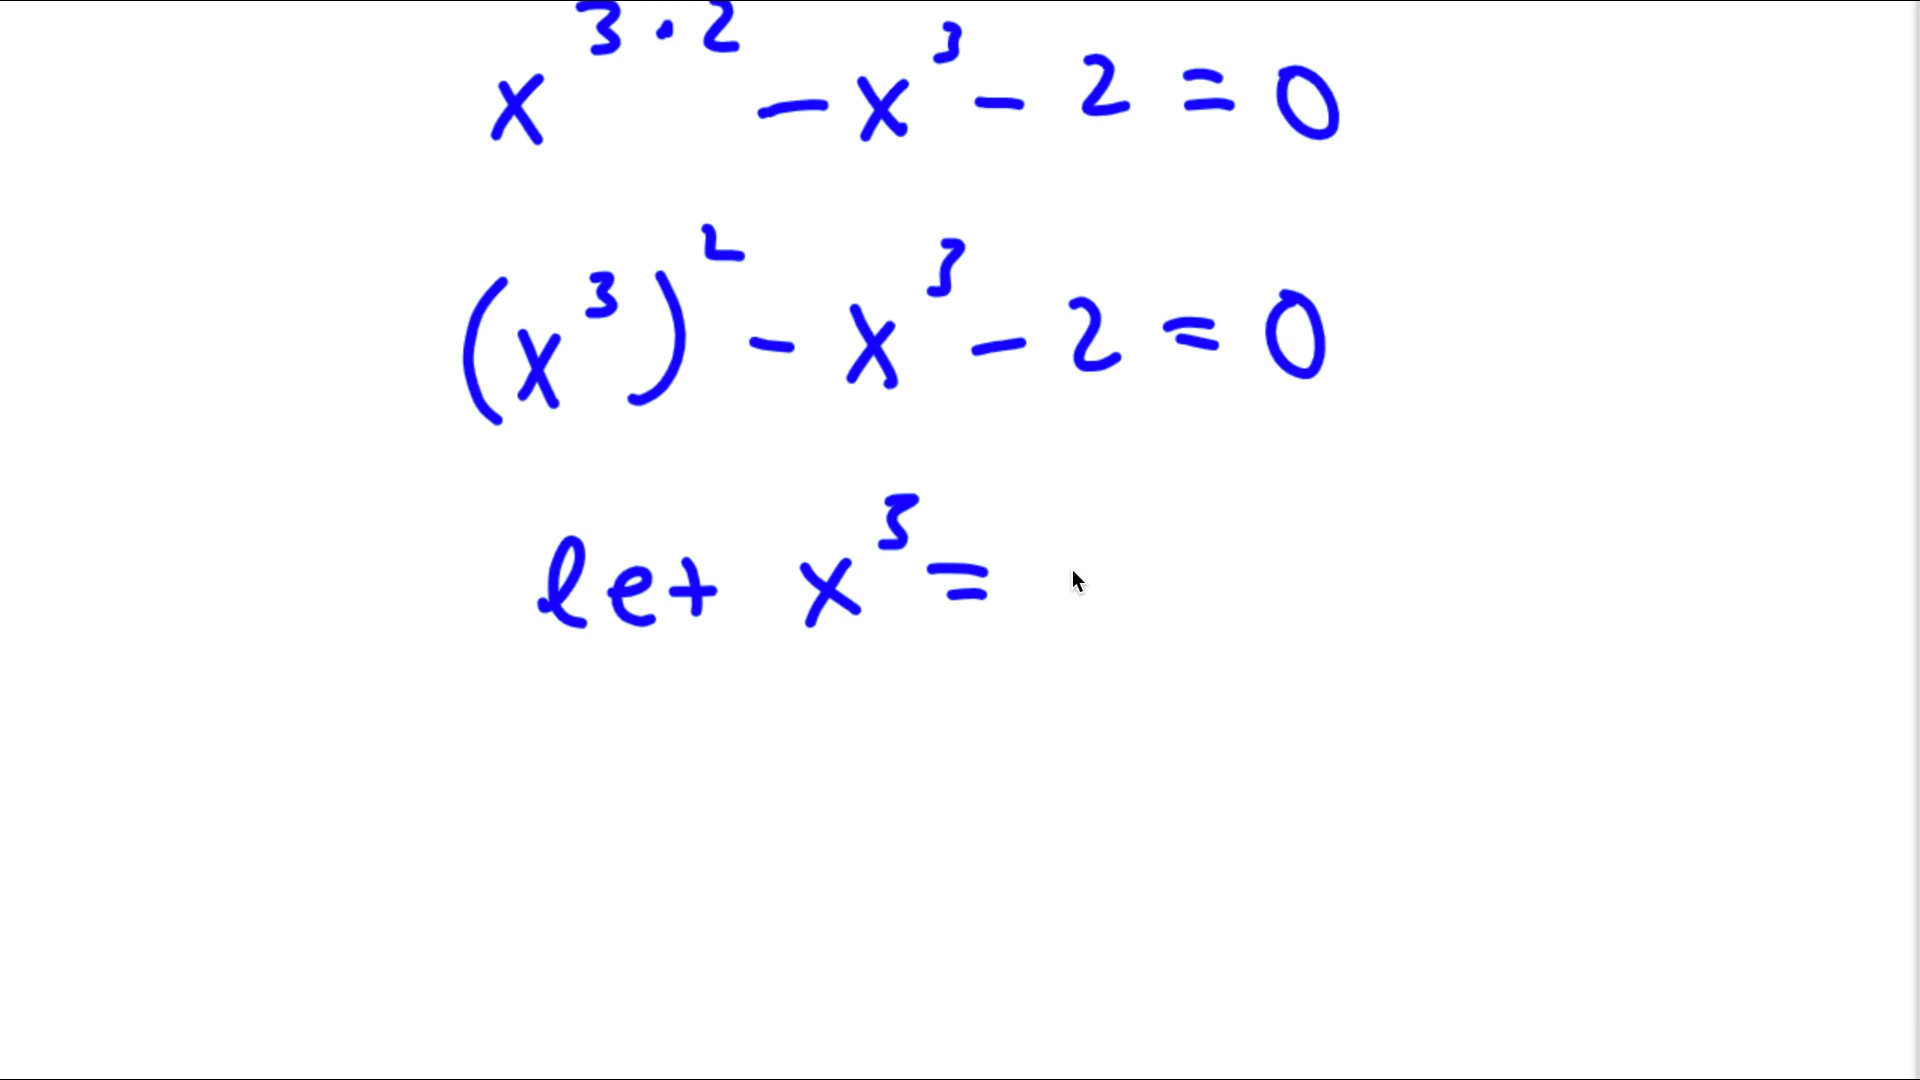 x^{3·2} - x^3 - 2 = 0
(x^3)^2 - x^3 - 2 = 0
let x^3 =